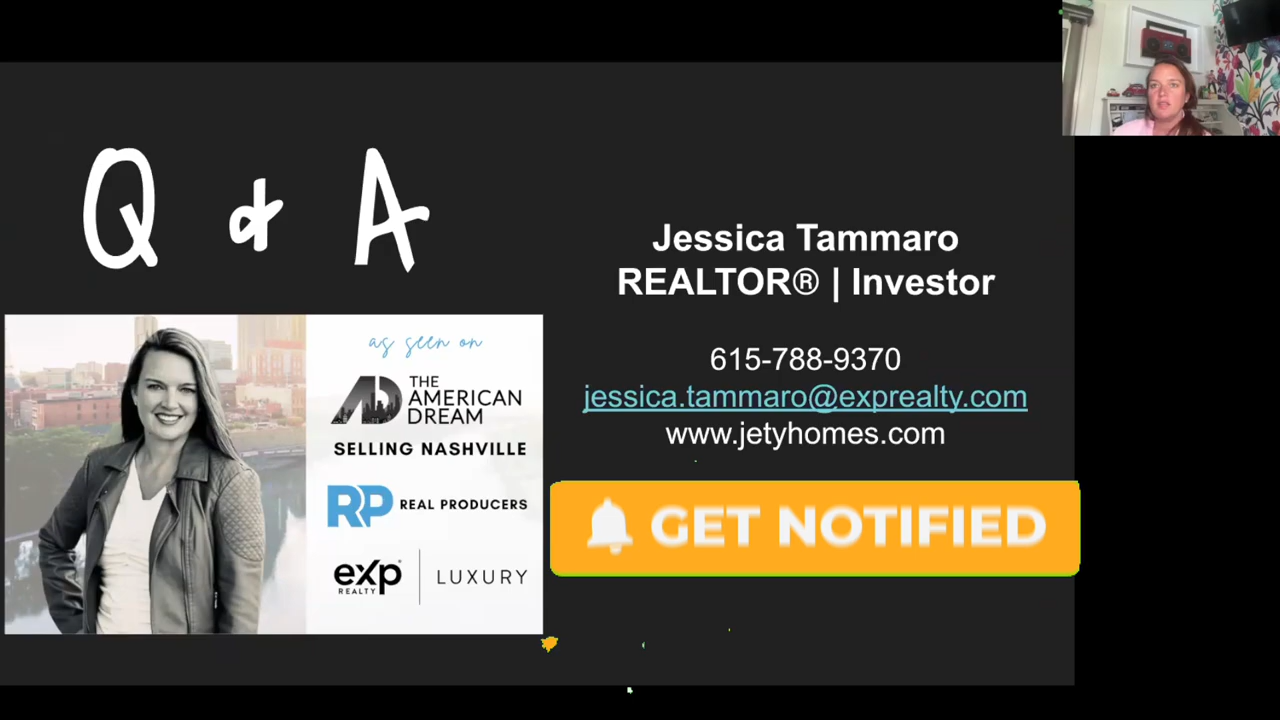 Q & A
Jessica Tammaro
REALTOR® | Investor
615-788-9370
jessica.tammaro@exprealty.com
www.jetyhomes.com
GET NOTIFIED
as seen on
AD THE AMERICAN DREAM
SELLING NASHVILLE
RP REAL PRODUCERS
eXp REALTY
LUXURY